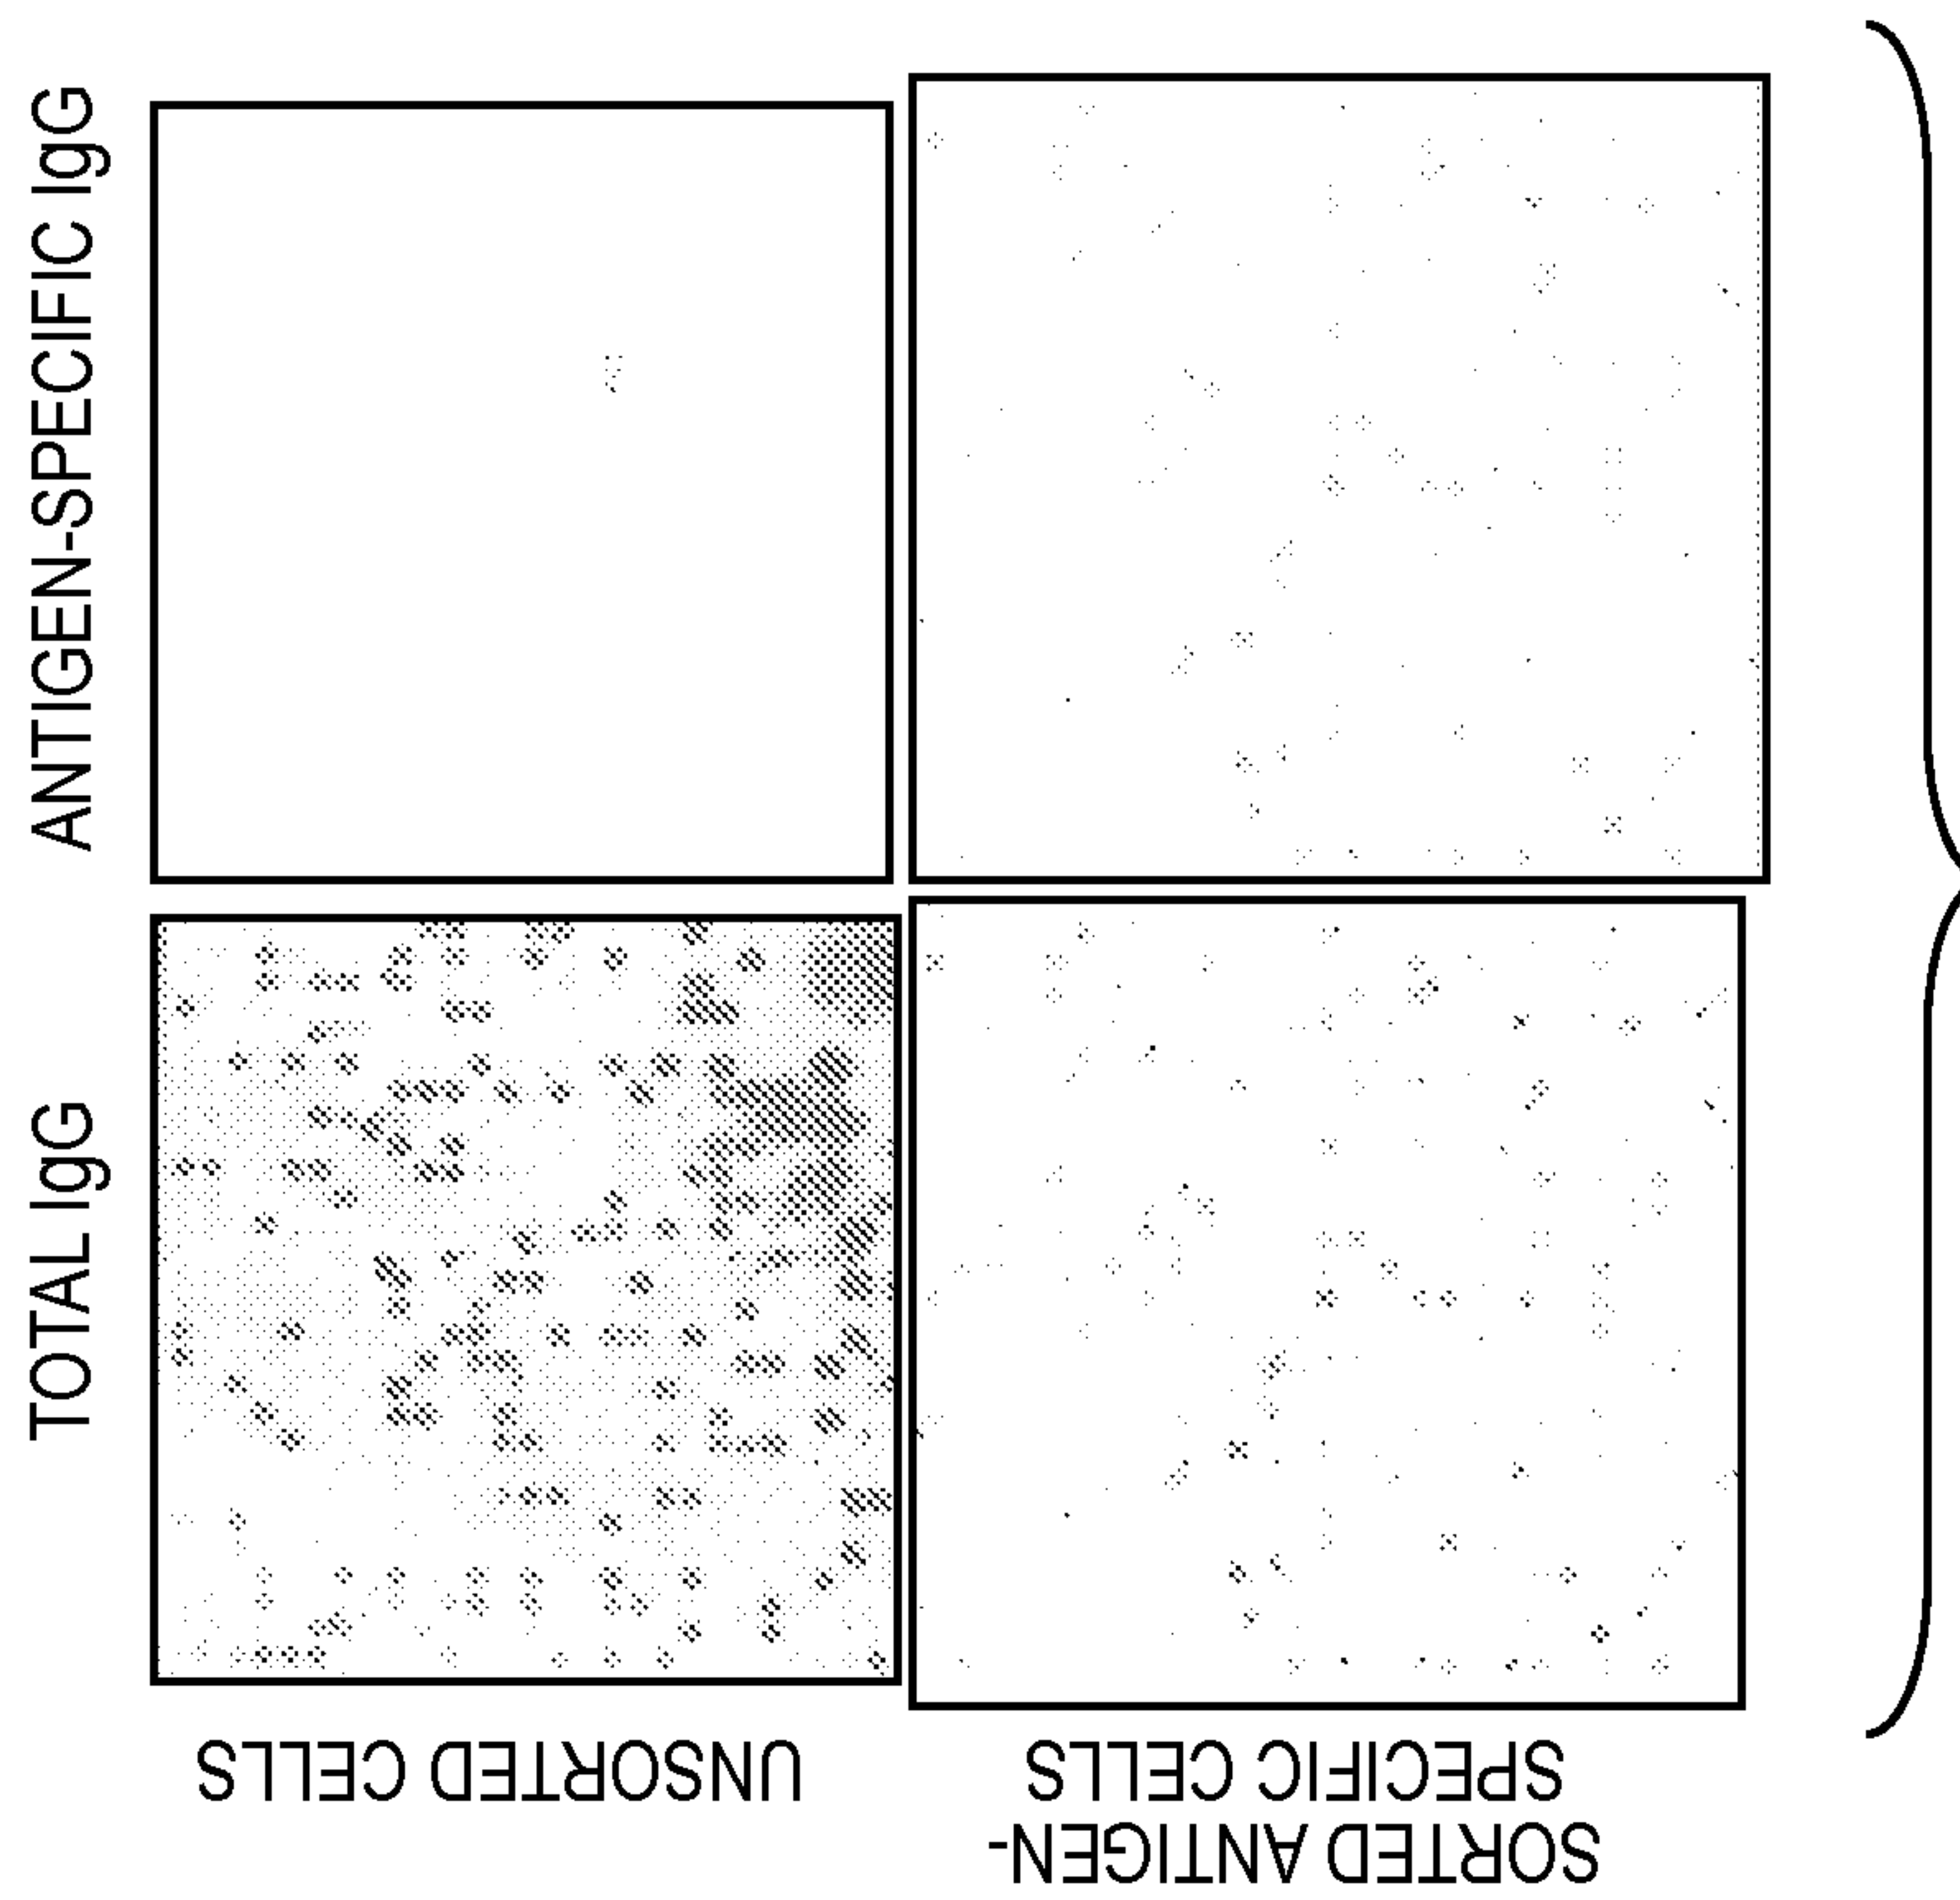 TOTAL IgG
ANTIGEN-SPECIFIC IgG
UNSORTED CELLS
SORTED ANTIGEN-
SPECIFIC CELLS